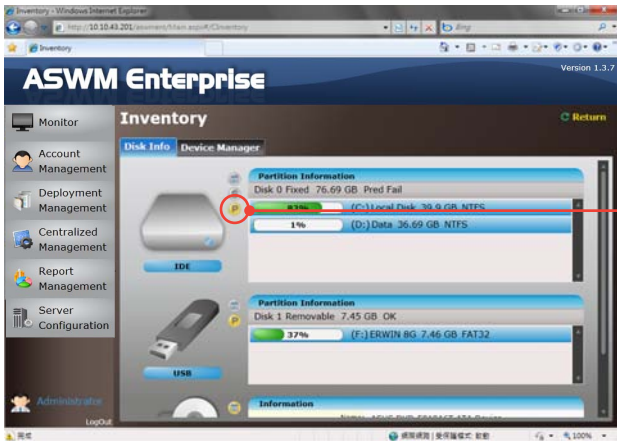 Inventory - Windows Internet Explorer
http://10.10.43.201/
Bing
Inventory
ASWM Enterprise
Version 1.3.7
Monitor
Account
Management
Deployment
Management
Centralized
Management
Report
Management
Server
Configuration
Administrator
LogOut
Inventory
Return
Disk Info
Device Manager
IDE
Partition Information
Disk 0 Fixed 76.69 GB Pred Fail
P
83% (C:)Local Disk 39.9 GB NTFS
1% (D:)Data 36.69 GB NTFS
USB
Partition Information
Disk 1 Removable 7.45 GB OK
P
37% (F:)ERWIN 8G 7.46 GB FAT32
Information
完成
100%